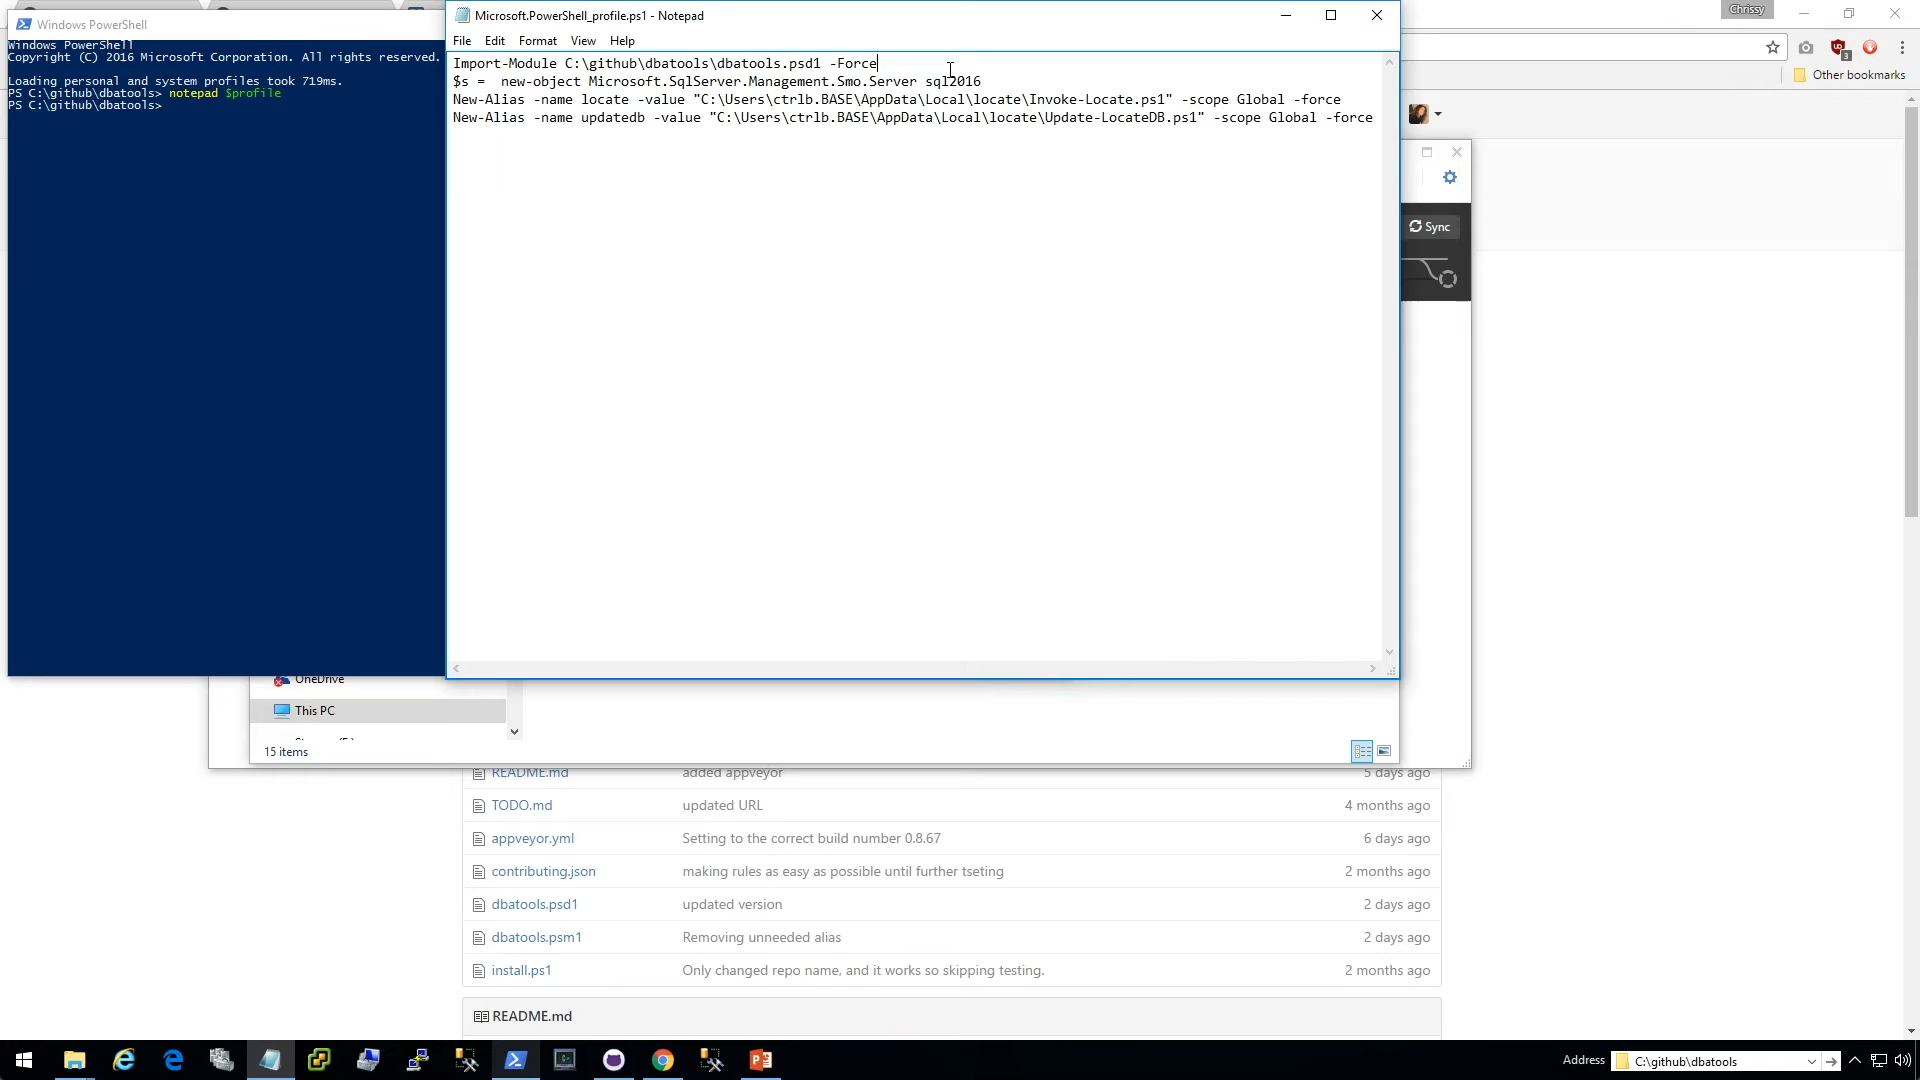 Chrissy
Windows PowerShell
Windows PowerShell
Copyright (C) 2016 Microsoft Corporation. All rights reserved.
Loading personal and system profiles took 719ms.
PS C:\github\dbatools> notepad $profile
PS C:\github\dbatools>
Microsoft.PowerShell_profile.ps1 - Notepad
File Edit Format View Help
Import-Module C:\github\dbatools\dbatools.psd1 -Force
$s =  new-object Microsoft.SqlServer.Management.Smo.Server sql2016
New-Alias -name locate -value "C:\Users\ctrlb.BASE\AppData\Local\locate\Invoke-Locate.ps1" -scope Global -force
New-Alias -name updatedb -value "C:\Users\ctrlb.BASE\AppData\Local\locate\Update-LocateDB.ps1" -scope Global -force
3
Other bookmarks
Sync
OneDrive
This PC
15 items
README.md added appveyor 5 days ago
TODO.md updated URL 4 months ago
appveyor.yml Setting to the correct build number 0.8.67 6 days ago
contributing.json making rules as easy as possible until further tseting 2 months ago
dbatools.psd1 updated version 2 days ago
dbatools.psm1 Removing unneeded alias 2 days ago
install.ps1 Only changed repo name, and it works so skipping testing. 2 months ago
README.md
Address C:\github\dbatools